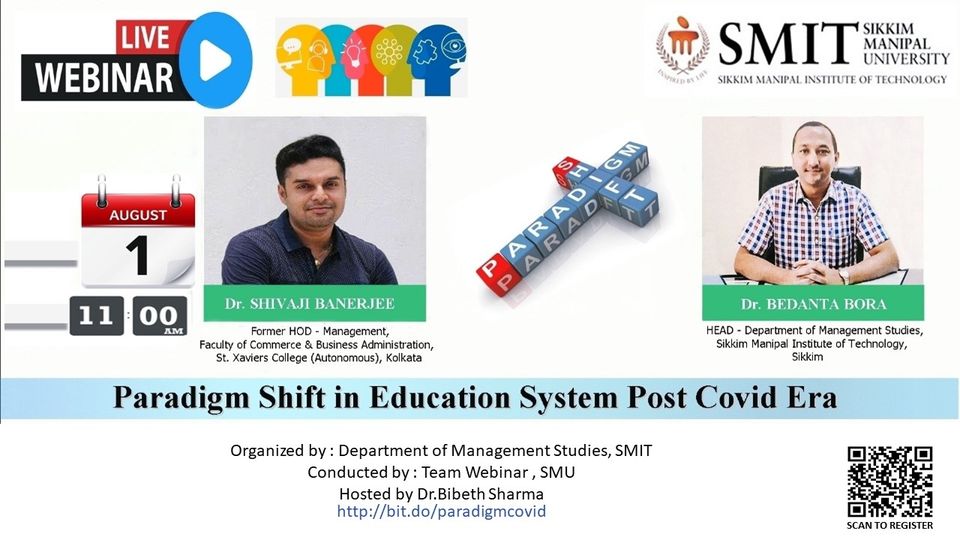 LIVE
WEBINAR
SMIT
SIKKIM
MANIPAL
UNIVERSITY
INSPIRED BY LIFE
SIKKIM MANIPAL INSTITUTE OF TECHNOLOGY
AUGUST
1
11 : 00 AM
PARADIGM
SHIFT
Dr. SHIVAJI BANERJEE
Former HOD - Management,
Faculty of Commerce & Business Administration,
St. Xaviers College (Autonomous), Kolkata
Dr. BEDANTA BORA
HEAD - Department of Management Studies,
Sikkim Manipal Institute of Technology,
Sikkim
Paradigm Shift in Education System Post Covid Era
Organized by : Department of Management Studies, SMIT
Conducted by : Team Webinar , SMU
Hosted by Dr.Bibeth Sharma
http://bit.do/paradigmcovid
SCAN TO REGISTER